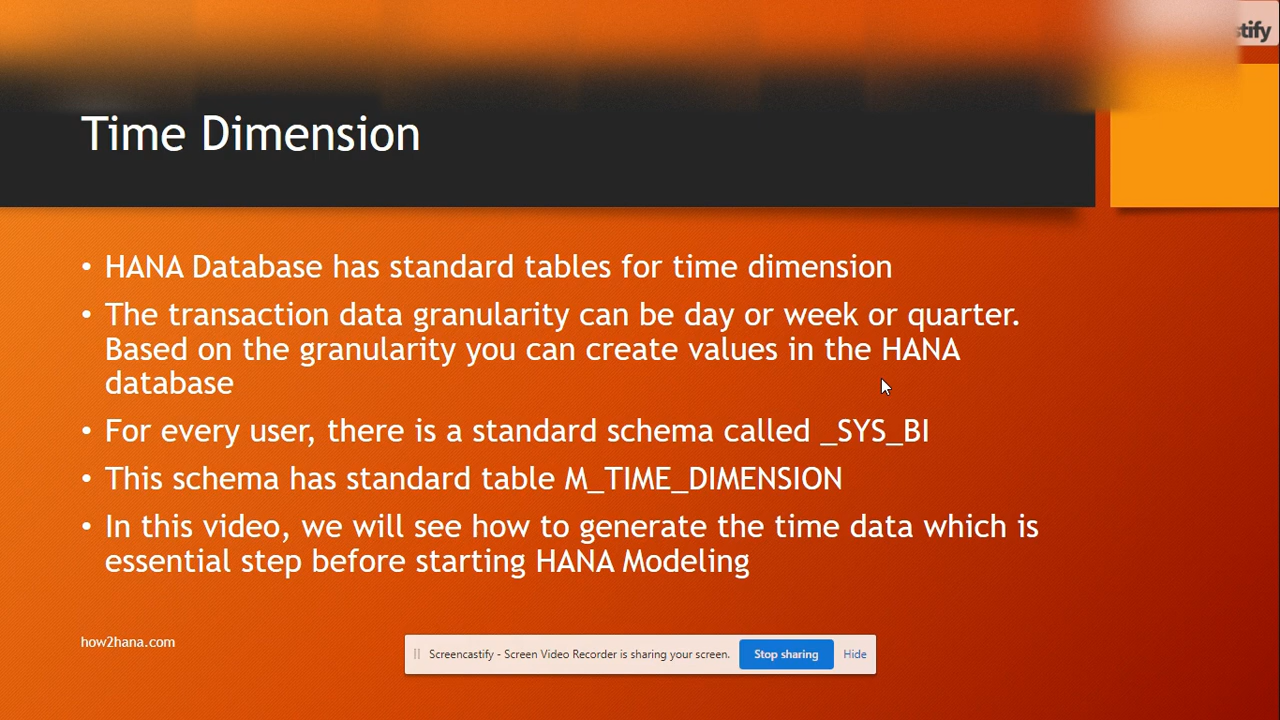 Time Dimension
• HANA Database has standard tables for time dimension
• The transaction data granularity can be day or week or quarter.
Based on the granularity you can create values in the HANA
database
• For every user, there is a standard schema called _SYS_BI
• This schema has standard table M_TIME_DIMENSION
• In this video, we will see how to generate the time data which is
essential step before starting HANA Modeling
how2hana.com
Screencastify - Screen Video Recorder is sharing your screen. Stop sharing Hide